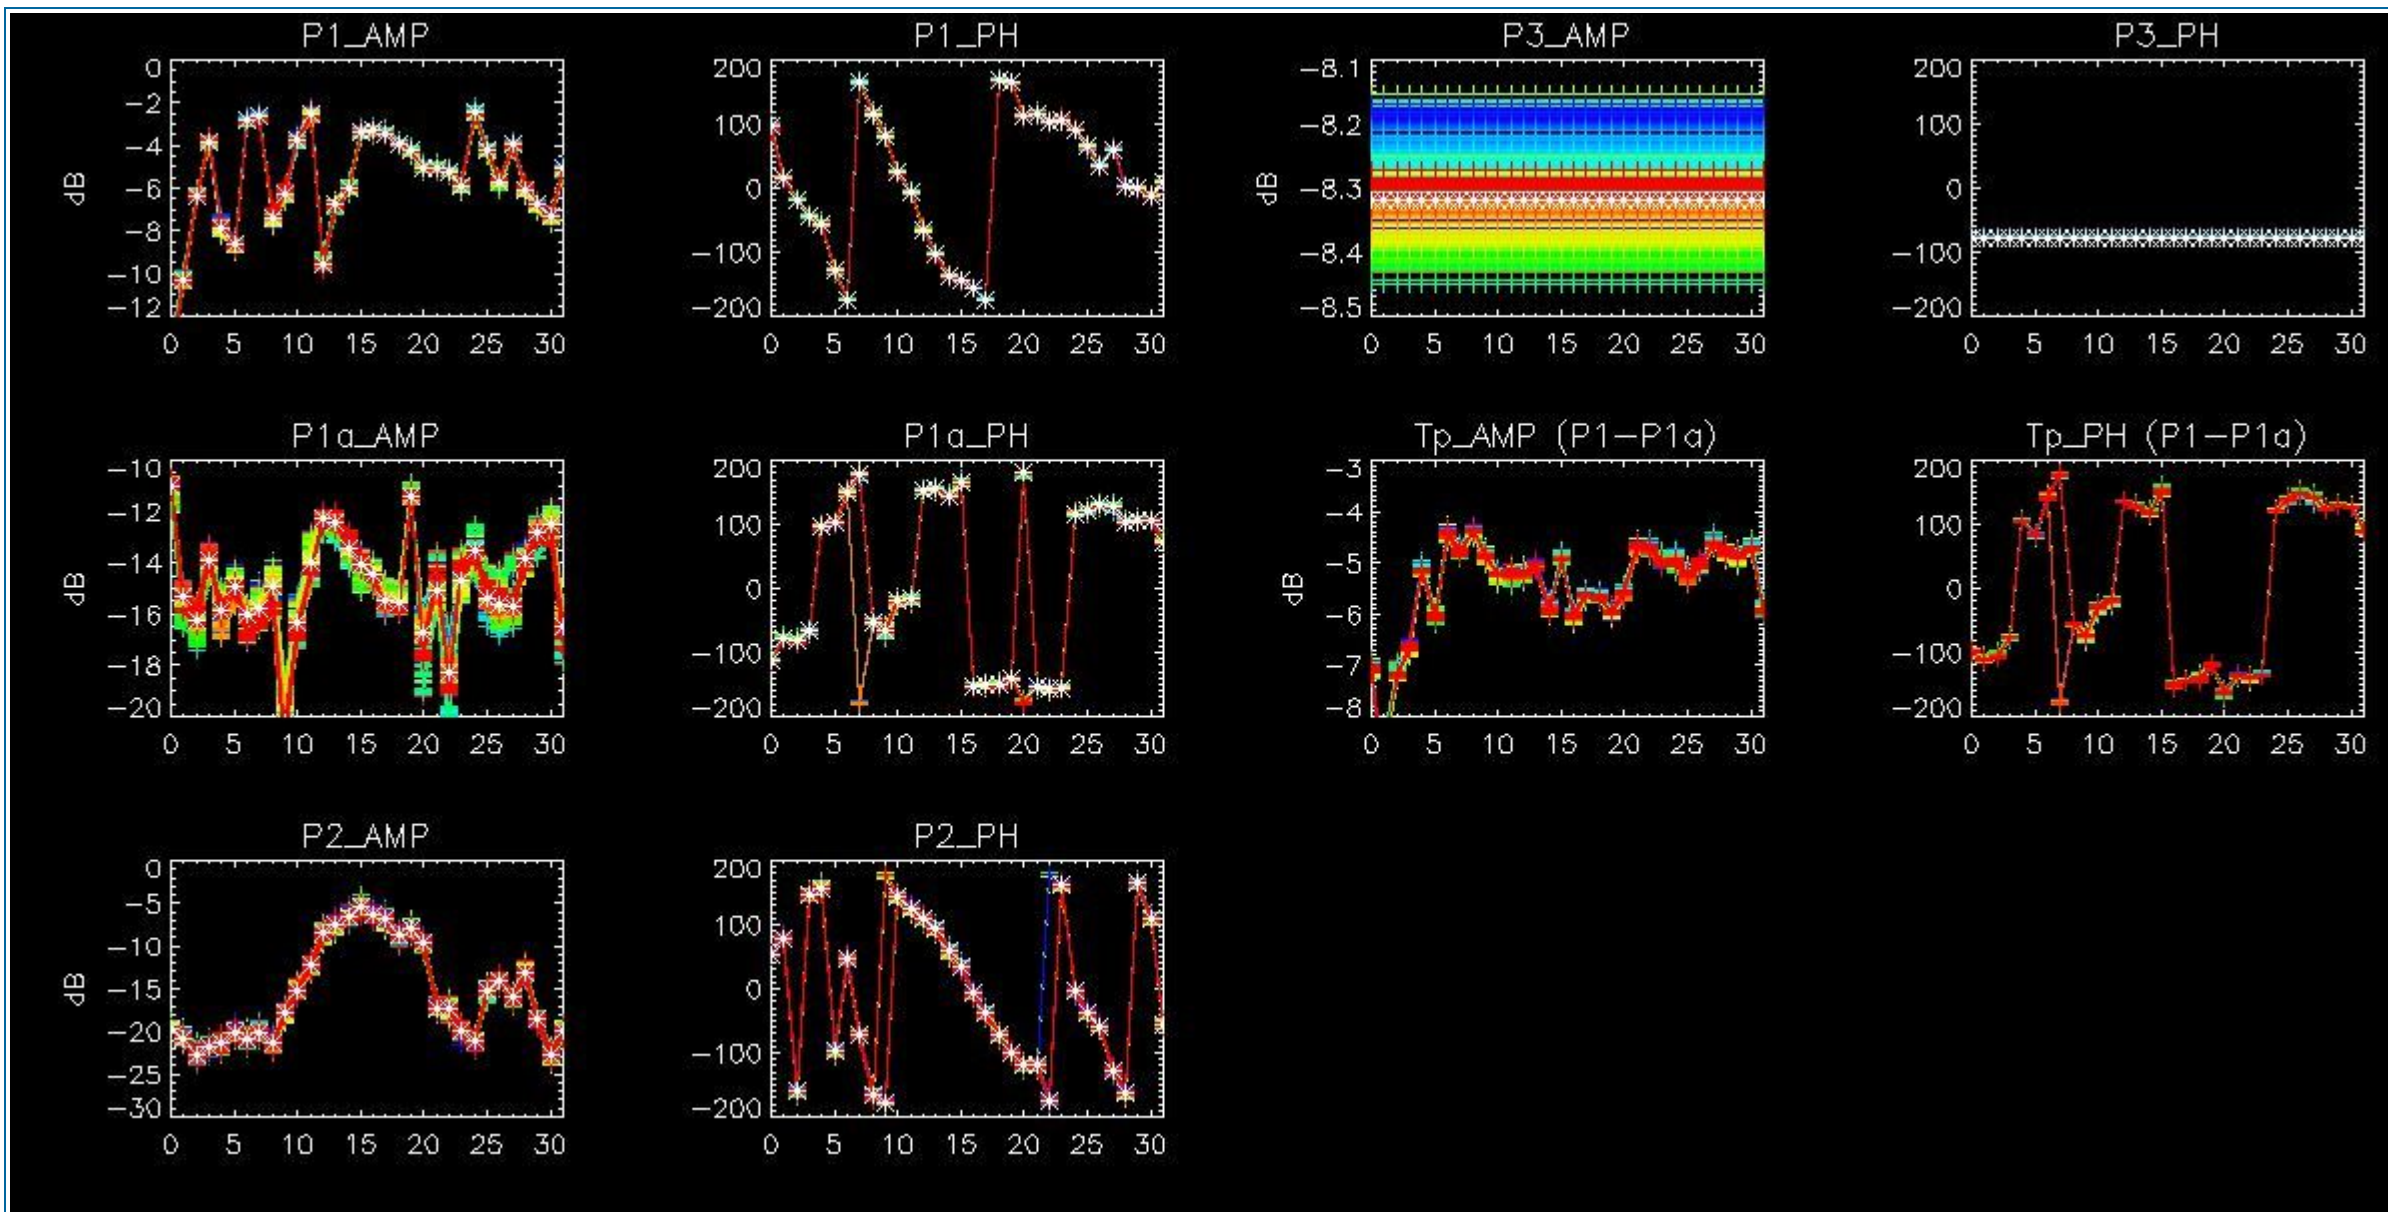 P1_AMP P1_PH P3_AMP P3_PH
0 200 −8.1 200
−2 100 −8.2 100
−4 0 −8.3 0
−6 −100 −8.4 −100
−8 −200 −8.5 −200
−10
−12
dB dB
0 5 10 15 20 25 30 0 5 10 15 20 25 30 0 5 10 15 20 25 30 0 5 10 15 20 25 30
P1a_AMP P1a_PH Tp_AMP (P1−P1a) Tp_PH (P1−P1a)
−10 200 −3 200
−12 100 −4 100
−14 0 −5 0
−16 −100 −6 −100
−18 −200 −7 −200
−20 −8
dB dB
0 5 10 15 20 25 30 0 5 10 15 20 25 30 0 5 10 15 20 25 30 0 5 10 15 20 25 30
P2_AMP P2_PH
0 200
−5 100
−10 0
−15 −100
−20 −200
−25
−30
dB
0 5 10 15 20 25 30 0 5 10 15 20 25 30